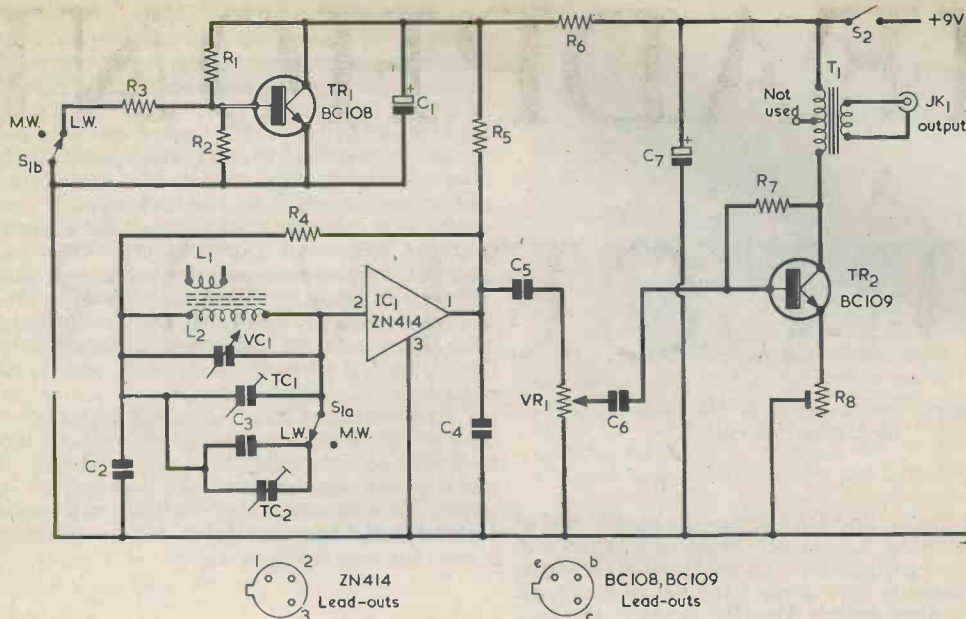 R6
S2
+9V
R1
TR1
BC108
+
C1
R3
M.W.
L.W.
S1b
R2
R5
T1
Not
used
JK1
output
+
C7
R4
R7
L1
L2
VC1
2
IC1
ZN414
1
3
C5
TR2
BC109
TC1
S1a
C3
L.W.
M.W.
TC2
C2
C4
VR1
C6
R8
1
2
3
ZN414
Lead-outs
e
b
c
BC108, BC109
Lead-outs